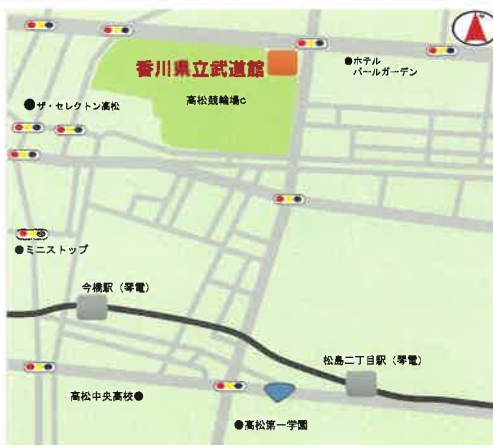 香川県立武道館
●ホテル
パールガーデン
高松競輪場c
●ザ・セレクトン高松
●ミニストップ
今橋駅（琴電）
松島二丁目駅（琴電）
高松中央高校●
●高松第一学園